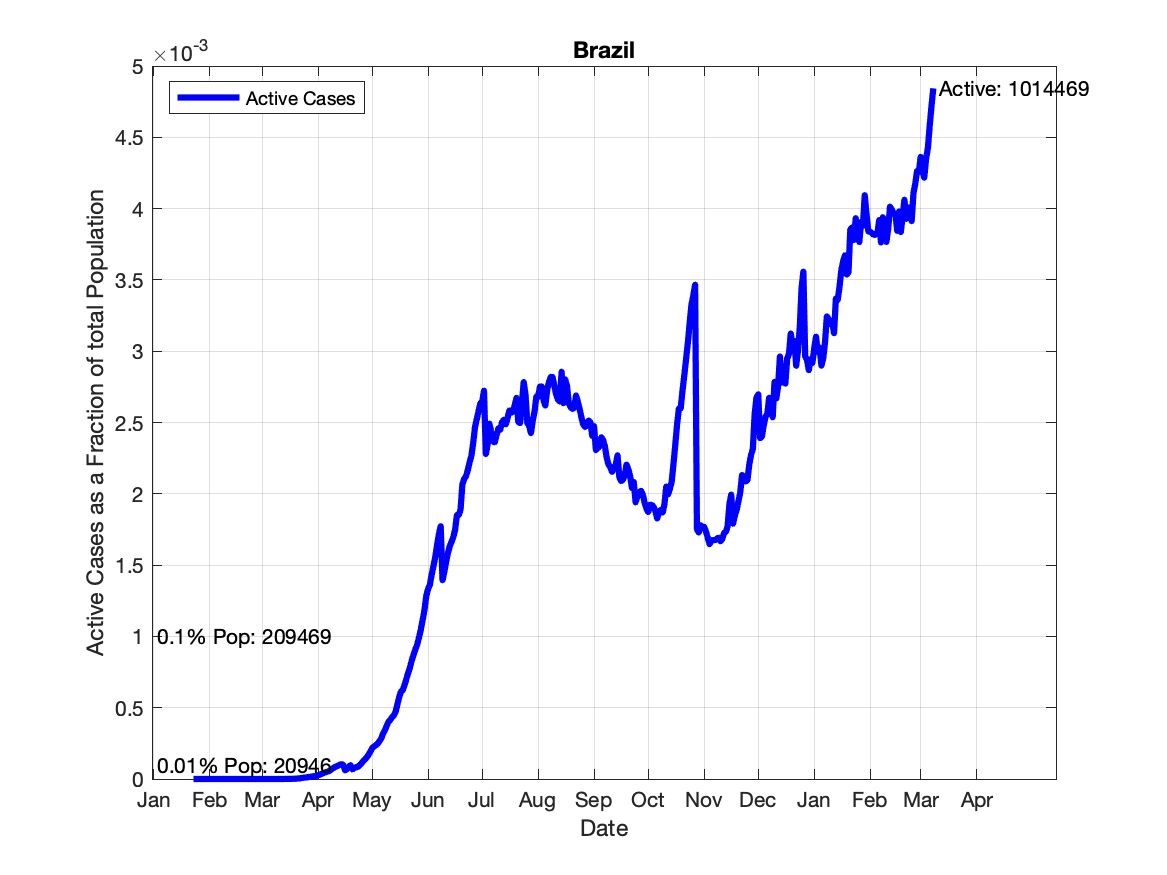 Brazil
×10-3
Active Cases
Active: 1014469
5
4.5
4
3.5
3
2.5
2
1.5
1
0.5
0
Active Cases as a Fraction of total Population
0.1% Pop: 209469
0.01% Pop: 20946
Jan Feb Mar Apr May Jun Jul Aug Sep Oct Nov Dec Jan Feb Mar Apr
Date